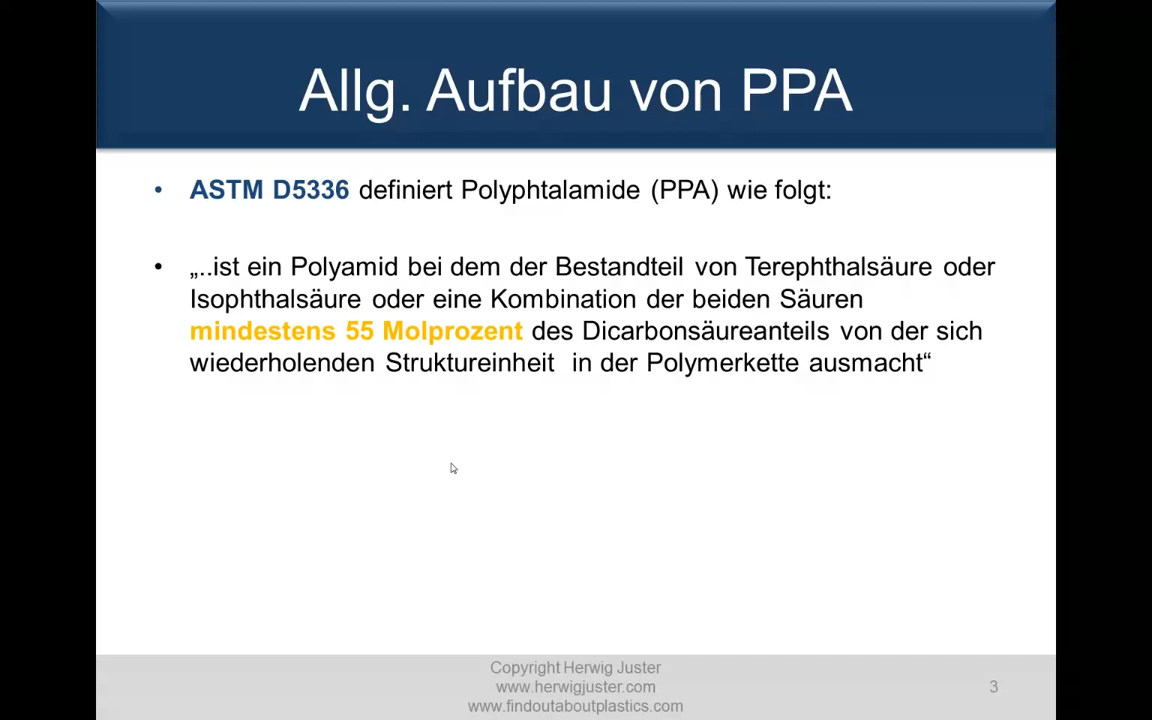 Allg. Aufbau von PPA
• ASTM D5336 definiert Polyphtalamide (PPA) wie folgt:
• „..ist ein Polyamid bei dem der Bestandteil von Terephthalsäure oder
Isophthalsäure oder eine Kombination der beiden Säuren
mindestens 55 Molprozent des Dicarbonsäureanteils von der sich
wiederholenden Struktureinheit in der Polymerkette ausmacht“
Copyright Herwig Juster
www.herwigjuster.com
www.findoutaboutplastics.com
3